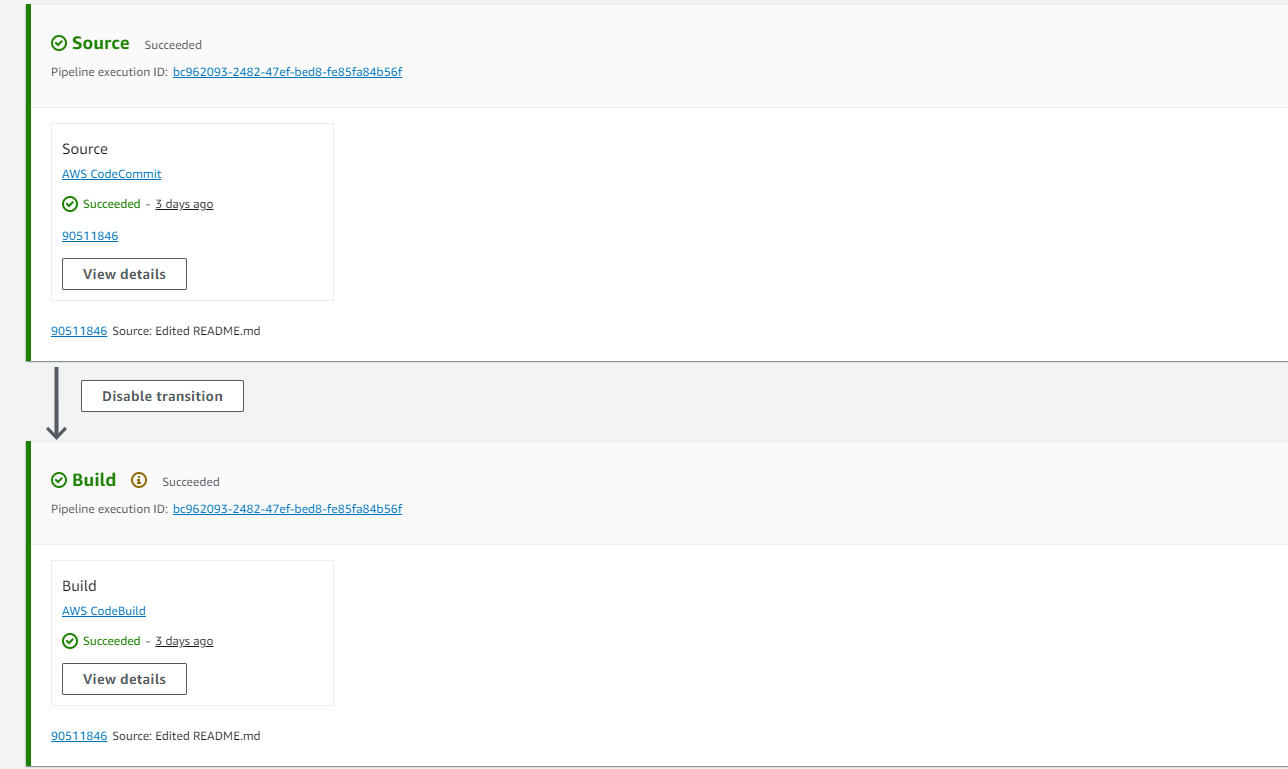 Source Succeeded
Pipeline execution ID: bc962093-2482-47ef-bed8-fe85fa84b56f
Source
AWS CodeCommit
Succeeded - 3 days ago
90511846
View details
90511846 Source: Edited README.md
Disable transition
Build Succeeded
Pipeline execution ID: bc962093-2482-47ef-bed8-fe85fa84b56f
Build
AWS CodeBuild
Succeeded - 3 days ago
View details
90511846 Source: Edited README.md